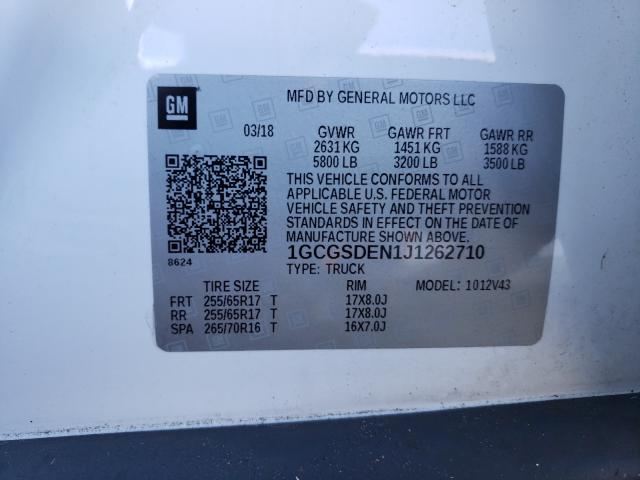 GM
MFD BY GENERAL MOTORS LLC
03/18 GVWR GAWR FRT GAWR RR
2631 KG 1451 KG 1588 KG
5800 LB 3200 LB 3500 LB
THIS VEHICLE CONFORMS TO ALL
APPLICABLE U.S. FEDERAL MOTOR
VEHICLE SAFETY AND THEFT PREVENTION
STANDARDS IN EFFECT ON THE DATE OF
MANUFACTURE SHOWN ABOVE.
8624
1GCGSDEN1J1262710
TYPE: TRUCK MODEL: 1012V43
TIRE SIZE RIM
FRT 255/65R17 T 17X8.0J
RR 255/65R17 T 17X8.0J
SPA 265/70R16 T 16X7.0J